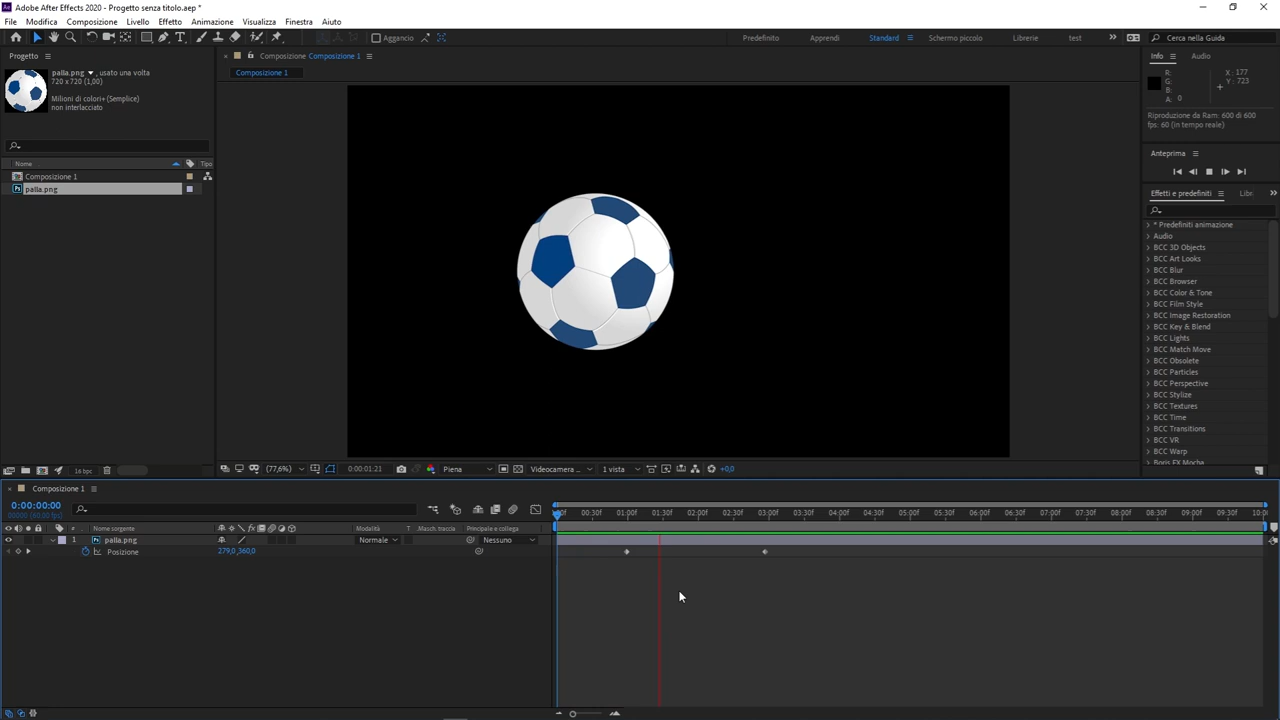 Adobe After Effects 2020 - Progetto senza titolo.aep *
File Modifica Composizione Livello Effetto Animazione Visualizza Finestra Aiuto
Aggancio Predefinito Apprendi Standard Schermo piccolo Librerie test Cerca nella Guida
Progetto
palla.png, usato una volta
720 x 720 (1,00)
Milioni di colori+ (Semplice)
non interlacciato
Nome Tipo
Composizione 1
palla.png
16 bpc
Composizione Composizione 1
Composizione 1
(77,6%) 0:00:01:21 Piena Videocamera ... 1 vista +0,0
Info Audio
R: X : 177
G: Y : 723
B:
A: 0
Riproduzione da Ram: 600 di 600
fps: 60 (in tempo reale)
Anteprima
Effetti e predefiniti Libr
* Predefiniti animazione
Audio
BCC 3D Objects
BCC Art Looks
BCC Blur
BCC Browser
BCC Color & Tone
BCC Film Style
BCC Image Restoration
BCC Key & Blend
BCC Lights
BCC Match Move
BCC Obsolete
BCC Particles
BCC Perspective
BCC Stylize
BCC Textures
BCC Time
BCC Transitions
BCC VR
BCC Warp
Boris FX Mocha
Composizione 1
0:00:00:00
00000 (60.00 fps)
# Nome sorgente Modalità T Masch. traccia Principale e collega
1 palla.png Normale Nessuno
Posizione 279,0,360,0
00:30f 01:00f 01:30f 02:00f 02:30f 03:00f 03:30f 04:00f 04:30f 05:00f 05:30f 06:00f 06:30f 07:00f 07:30f 08:00f 08:30f 09:00f 09:30f